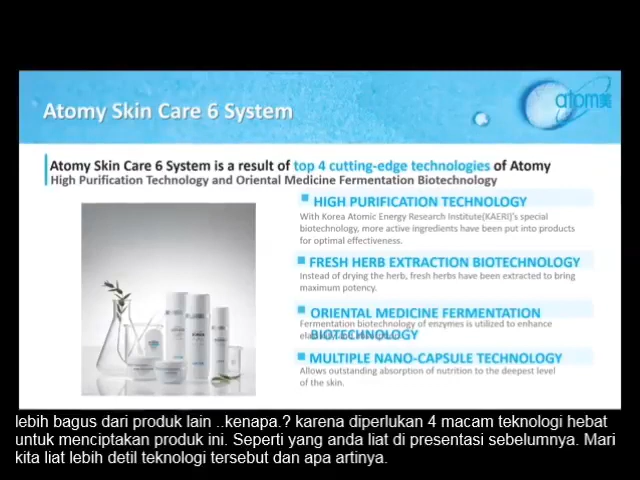 Atomy Skin Care 6 System
atom美
Atomy Skin Care 6 System is a result of top 4 cutting-edge technologies of Atomy
High Purification Technology and Oriental Medicine Fermentation Biotechnology
HIGH PURIFICATION TECHNOLOGY
With Korea Atomic Energy Research Institute(KAERI)'s special
biotechnology, more active ingredients have been put into products
for optimal effectiveness.
FRESH HERB EXTRACTION BIOTECHNOLOGY
Instead of drying the herb, fresh herbs have been extracted to bring
maximum potency.
ORIENTAL MEDICINE FERMENTATION
Fermentation biotechnology of enzymes is utilized to enhance
BIOTECHNOLOGY
MULTIPLE NANO-CAPSULE TECHNOLOGY
Allows outstanding absorption of nutrition to the deepest level
of the skin.
lebih bagus dari produk lain ..kenapa.? karena diperlukan 4 macam teknologi hebat
untuk menciptakan produk ini. Seperti yang anda liat di presentasi sebelumnya. Mari
kita liat lebih detil teknologi tersebut dan apa artinya.